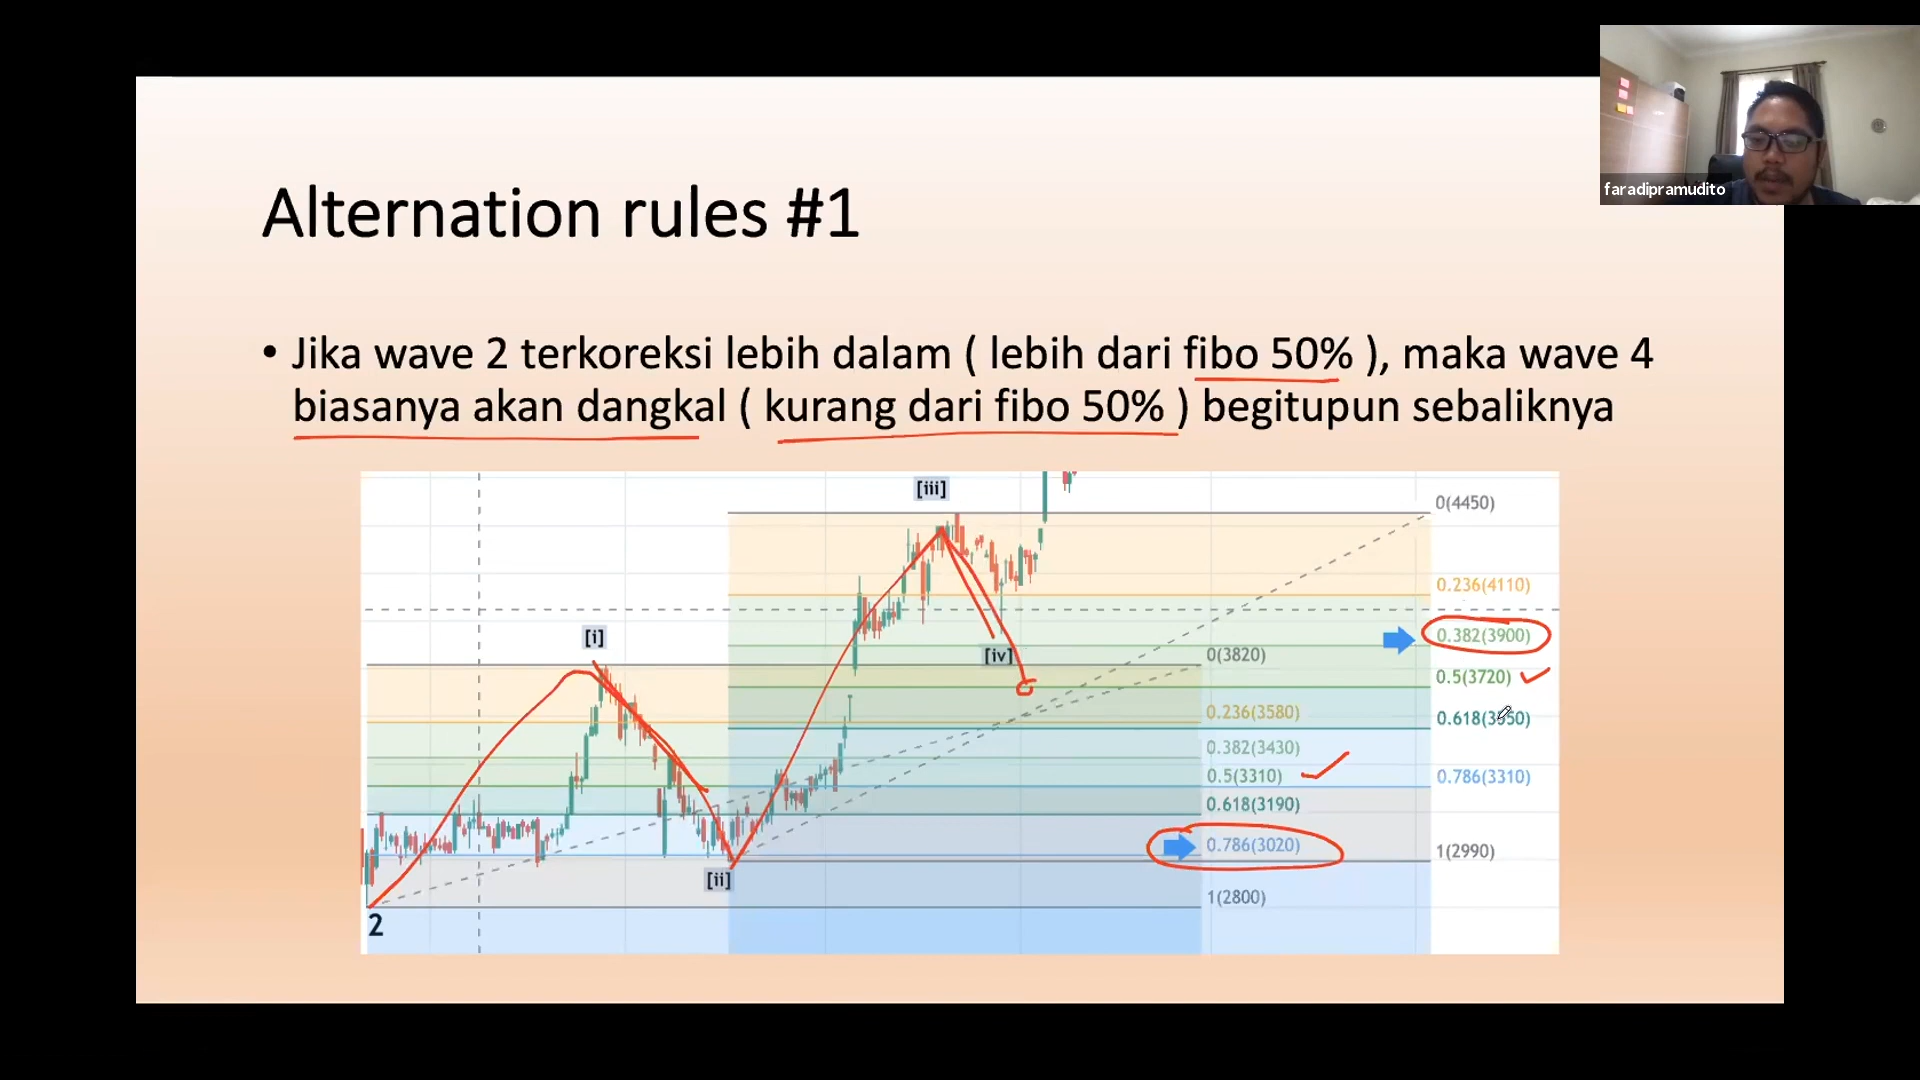 faradipramudito
Alternation rules #1
• Jika wave 2 terkoreksi lebih dalam ( lebih dari fibo 50% ), maka wave 4
biasanya akan dangkal ( kurang dari fibo 50% ) begitupun sebaliknya
[iii]
0(4450)
0.236(4110)
[i]
0.382(3900)
[iv]
0(3820)
0.5(3720)
0.236(3580)
0.382(3430)
0.5(3310)
0.786(3310)
0.618(3190)
0.786(3020)
1(2990)
[ii]
1(2800)
2